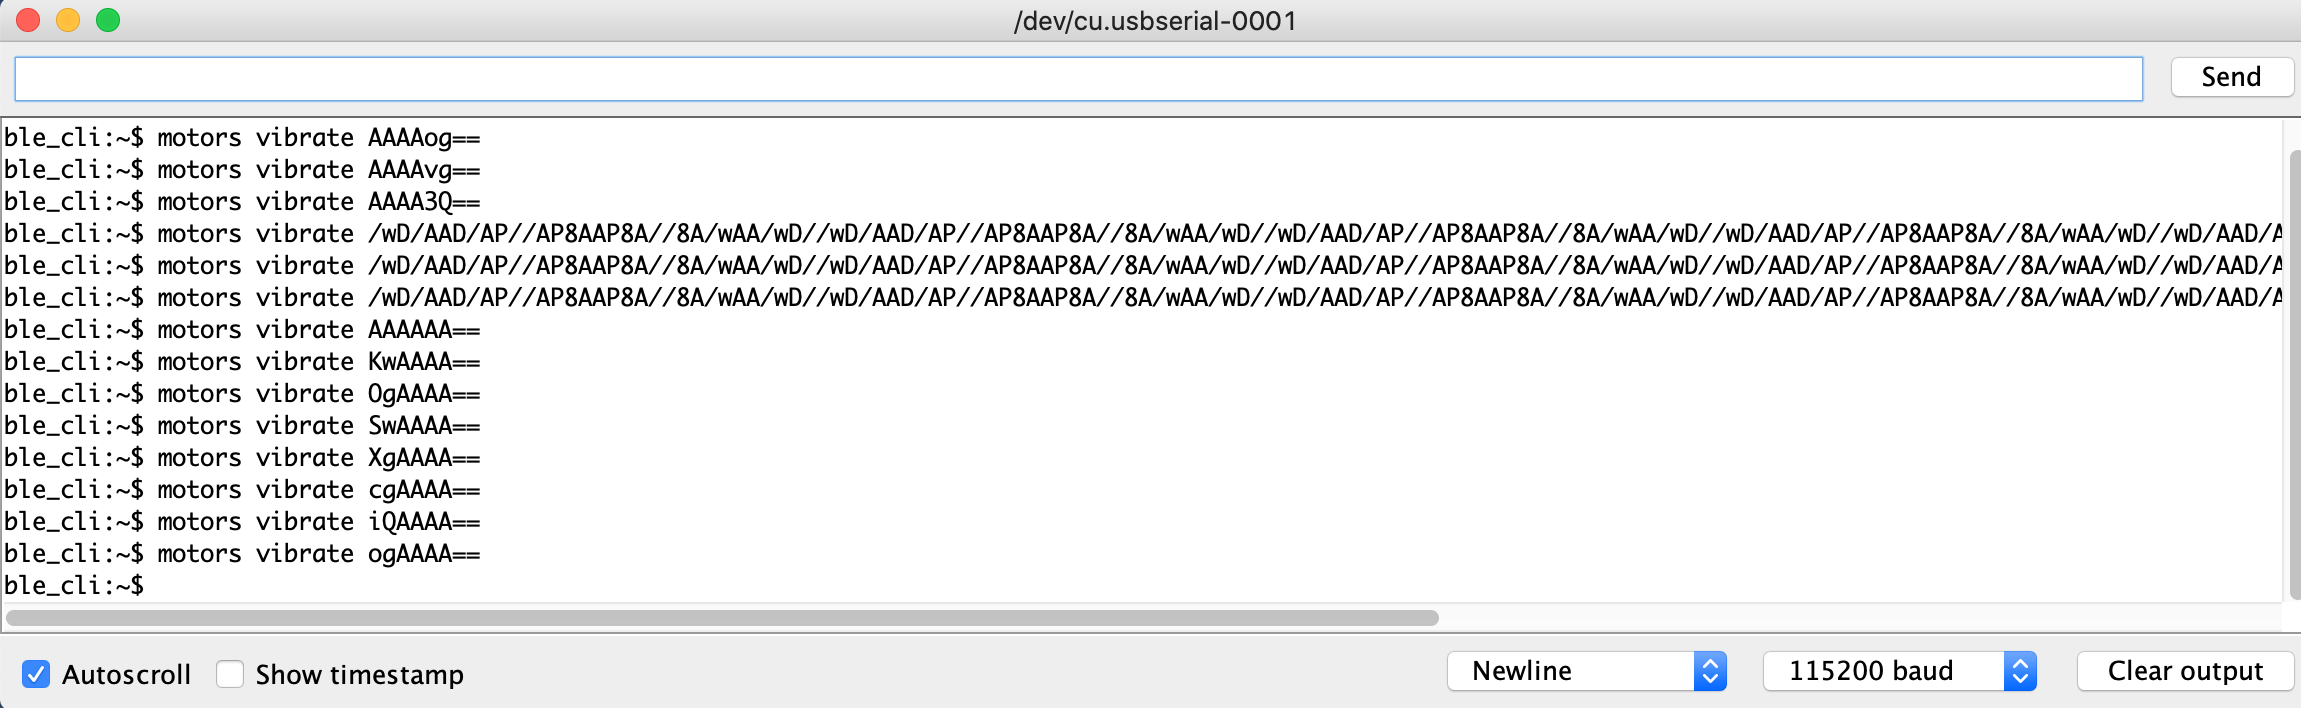 /dev/cu.usbserial-0001
Send
ble_cli:~$ motors vibrate AAAAog==
ble_cli:~$ motors vibrate AAAAvg==
ble_cli:~$ motors vibrate AAAA3Q==
ble_cli:~$ motors vibrate /wD/AAD/AP//AP8AAP8A//8A/wAA/wD//wD/AAD/AP//AP8AAP8A//8A/wAA/wD//wD/AAD/AP//AP8AAP8A//8A/wAA/wD//wD/AAD/AP//AP8AAP8A//8A/wAA/wD//wD/AAD/A
ble_cli:~$ motors vibrate /wD/AAD/AP//AP8AAP8A//8A/wAA/wD//wD/AAD/AP//AP8AAP8A//8A/wAA/wD//wD/AAD/AP//AP8AAP8A//8A/wAA/wD//wD/AAD/AP//AP8AAP8A//8A/wAA/wD//wD/AAD/A
ble_cli:~$ motors vibrate /wD/AAD/AP//AP8AAP8A//8A/wAA/wD//wD/AAD/AP//AP8AAP8A//8A/wAA/wD//wD/AAD/AP//AP8AAP8A//8A/wAA/wD//wD/AAD/AP//AP8AAP8A//8A/wAA/wD//wD/AAD/A
ble_cli:~$ motors vibrate AAAAAA==
ble_cli:~$ motors vibrate KwAAAA==
ble_cli:~$ motors vibrate OgAAAA==
ble_cli:~$ motors vibrate SwAAAA==
ble_cli:~$ motors vibrate XgAAAA==
ble_cli:~$ motors vibrate cgAAAA==
ble_cli:~$ motors vibrate iQAAAA==
ble_cli:~$ motors vibrate ogAAAA==
ble_cli:~$
Autoscroll Show timestamp Newline 115200 baud Clear output